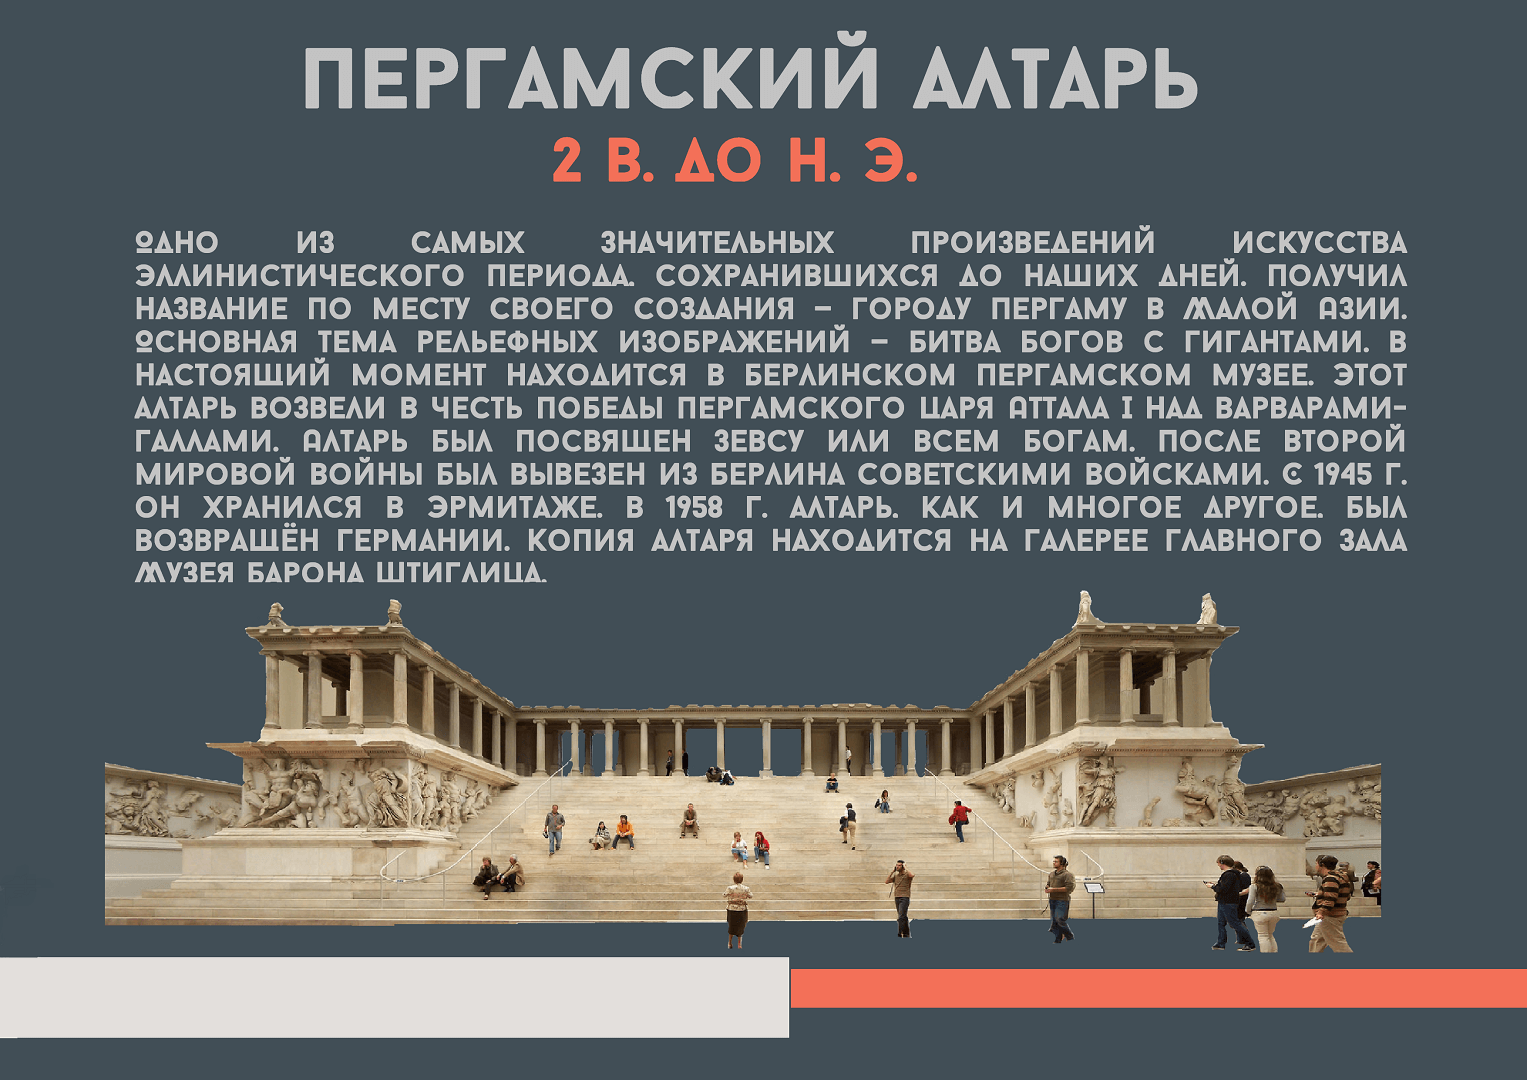 ПЕРГАМСКИЙ АЛТАРЬ
2 В. ДО Н. Э.
ОДНО ИЗ САМЫХ ЗНАЧИТЕЛЬНЫХ ПРОИЗВЕДЕНИЙ ИСКУССТВА
ЭЛЛИНИСТИЧЕСКОГО ПЕРИОДА. СОХРАНИВШИХСЯ ДО НАШИХ ДНЕЙ. ПОЛУЧИЛ
НАЗВАНИЕ ПО МЕСТУ СВОЕГО СОЗДАНИЯ – ГОРОДУ ПЕРГАМУ В МАЛОЙ АЗИИ.
ОСНОВНАЯ ТЕМА РЕЛЬЕФНЫХ ИЗОБРАЖЕНИЙ – БИТВА БОГОВ С ГИГАНТАМИ. В
НАСТОЯЩИЙ МОМЕНТ НАХОДИТСЯ В БЕРЛИНСКОМ ПЕРГАМСКОМ МУЗЕЕ. ЭТОТ
АЛТАРЬ ВОЗВЕЛИ В ЧЕСТЬ ПОБЕДЫ ПЕРГАМСКОГО ЦАРЯ АТТАЛА I НАД ВАРВАРАМИ-
ГАЛЛАМИ. АЛТАРЬ БЫЛ ПОСВЯЩЕН ЗЕВСУ ИЛИ ВСЕМ БОГАМ. ПОСЛЕ ВТОРОЙ
МИРОВОЙ ВОЙНЫ БЫЛ ВЫВЕЗЕН ИЗ БЕРЛИНА СОВЕТСКИМИ ВОЙСКАМИ. С 1945 Г.
ОН ХРАНИЛСЯ В ЭРМИТАЖЕ. В 1958 Г. АЛТАРЬ. КАК И МНОГОЕ ДРУГОЕ. БЫЛ
ВОЗВРАЩЁН ГЕРМАНИИ. КОПИЯ АЛТАРЯ НАХОДИТСЯ НА ГАЛЕРЕЕ ГЛАВНОГО ЗАЛА
МУЗЕЯ БАРОНА ШТИГЛИЦА.